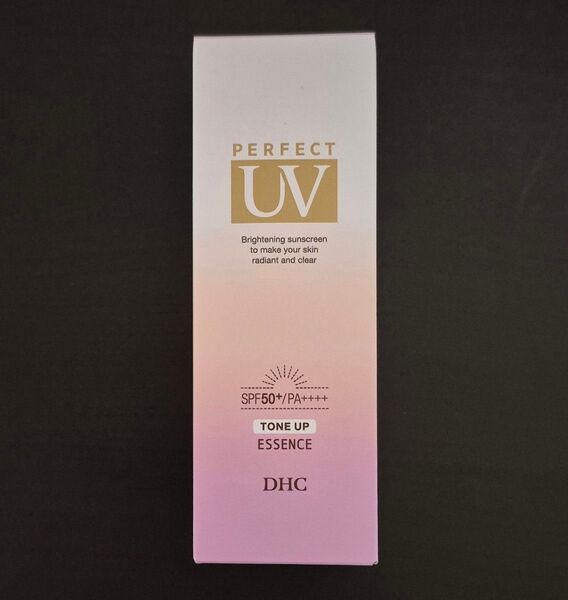 PERFECT
UV
Brightening sunscreen
to make your skin
radiant and clear
SPF50+/PA++++
TONE UP
ESSENCE
DHC